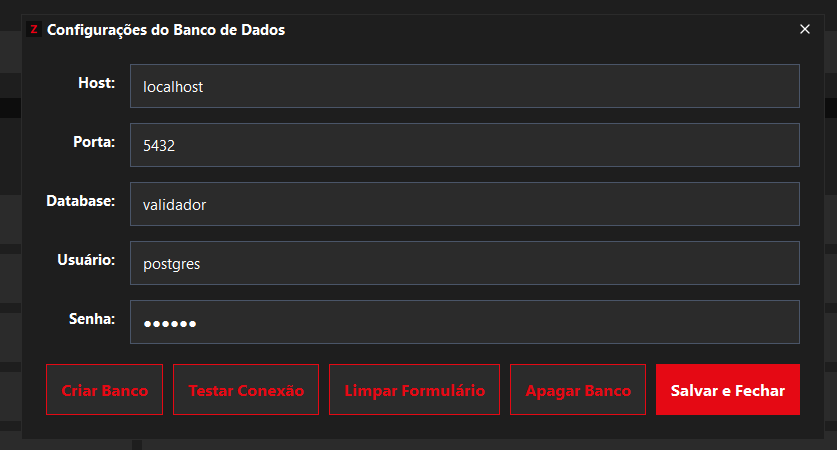 Z Configurações do Banco de Dados
Host: localhost
Porta: 5432
Database: validador
Usuário: postgres
Senha: ●●●●●●
Criar Banco Testar Conexão Limpar Formulário Apagar Banco Salvar e Fechar